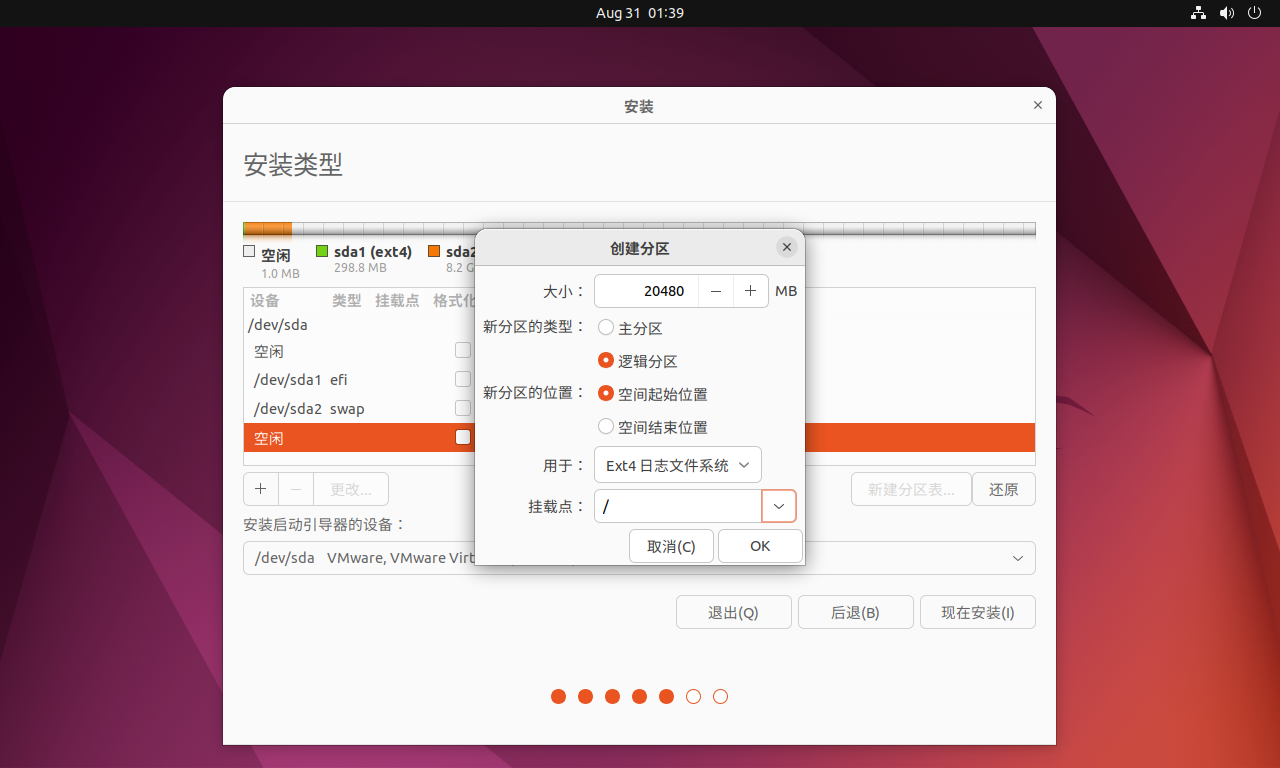 Aug 31 01:39
安装
安装类型
空闲
1.0 MB
sda1 (ext4)
298.8 MB
sda2
8.2 G
设备 类型 挂载点 格式化
/dev/sda
空闲
/dev/sda1 efi
/dev/sda2 swap
空闲
更改...
新建分区表...
还原
安装启动引导器的设备：
/dev/sda VMware, VMware Virt
退出(Q)
后退(B)
现在安装(I)
创建分区
大小： 20480 MB
新分区的类型： 主分区
逻辑分区
新分区的位置： 空间起始位置
空间结束位置
用于： Ext4 日志文件系统
挂载点： /
取消(C)
OK